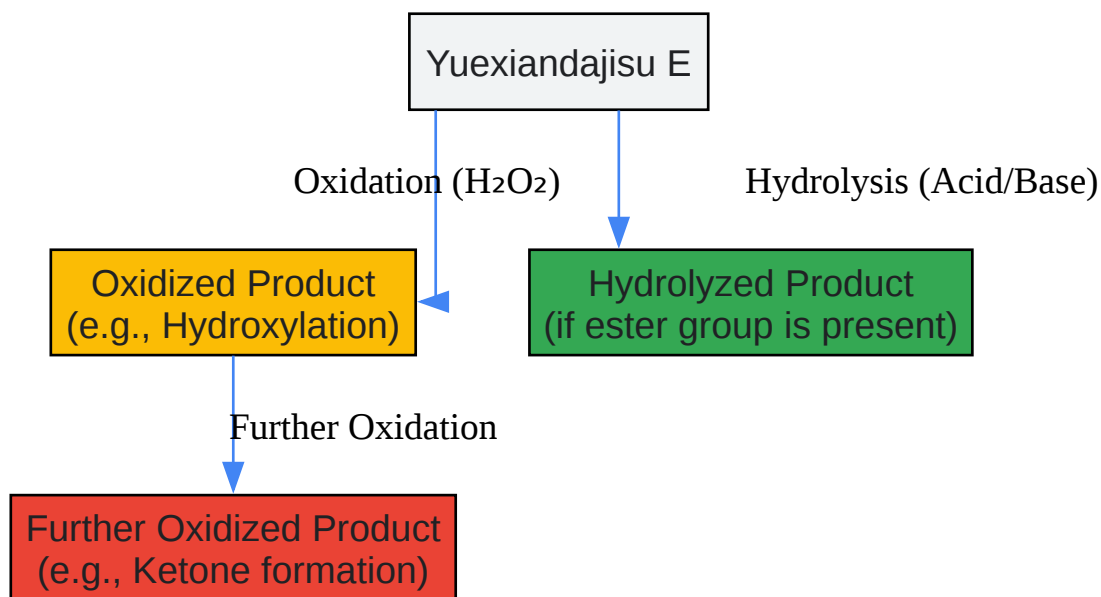 Yuexiandajisu E
Oxidation (H₂O₂)
Hydrolysis (Acid/Base)
Oxidized Product
(e.g., Hydroxylation)
Hydrolyzed Product
(if ester group is present)
Further Oxidation
Further Oxidized Product
(e.g., Ketone formation)